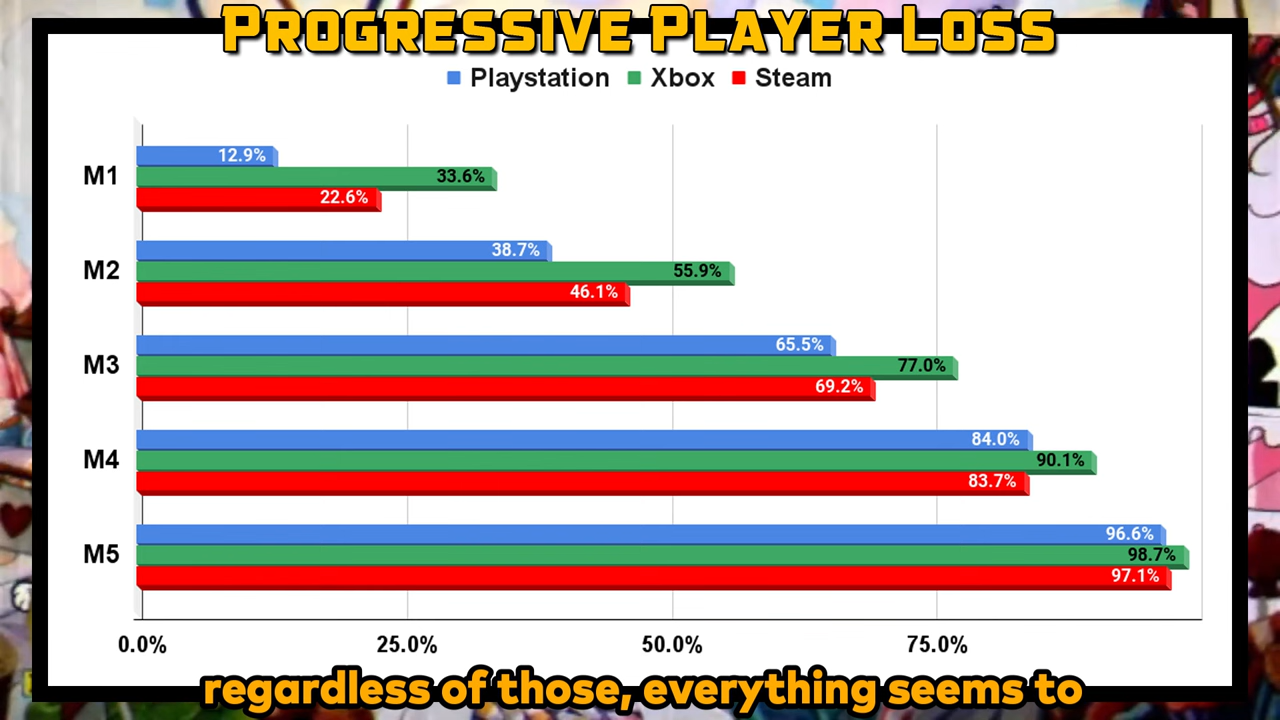 PROGRESSIVE PLAYER LOSS
Playstation Xbox Steam
M1 12.9% 33.6% 22.6%
M2 38.7% 55.9% 46.1%
M3 65.5% 77.0% 69.2%
M4 84.0% 90.1% 83.7%
M5 96.6% 98.7% 97.1%
0.0% 25.0% 50.0% 75.0%
regardless of those, everything seems to